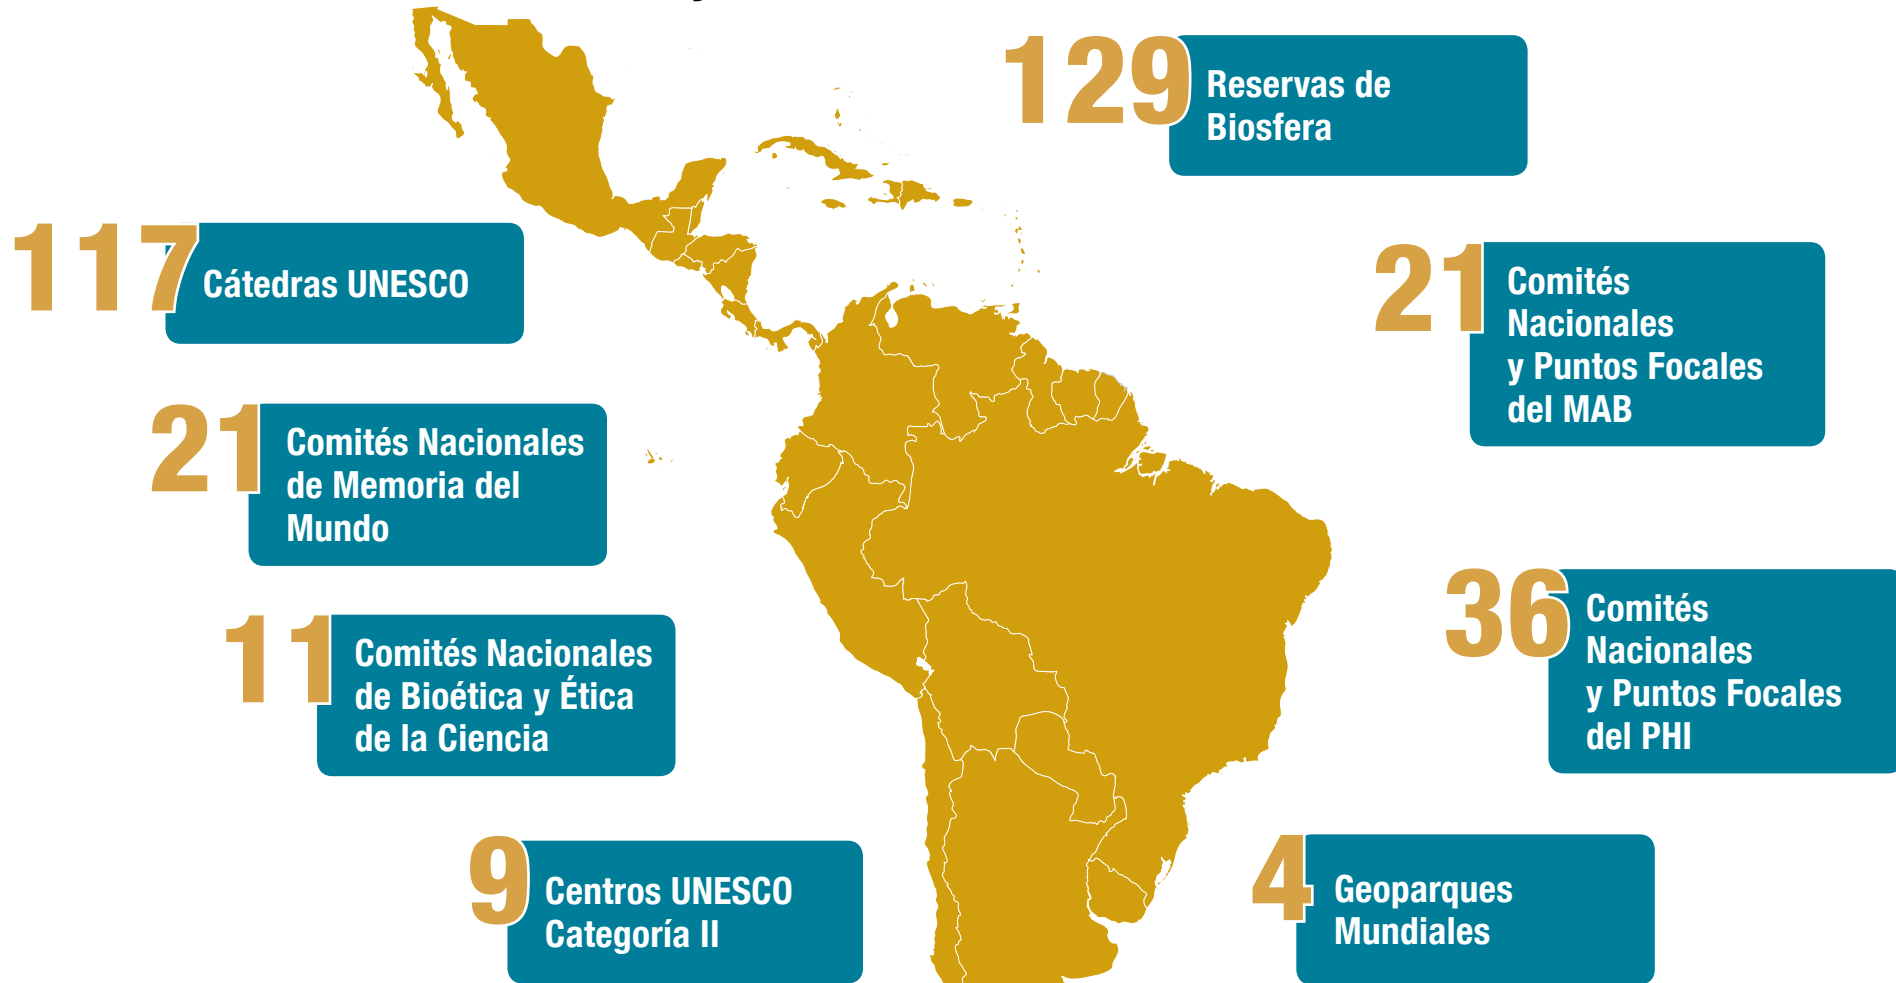 129
Reservas de
Biosfera
117
Cátedras UNESCO
21
Comités
Nacionales
y Puntos Focales
del MAB
21
Comités Nacionales
de Memoria del
Mundo
36
Comités
Nacionales
y Puntos Focales
del PHI
11
Comités Nacionales
de Bioética y Ética
de la Ciencia
9
Centros UNESCO
Categoría II
4
Geoparques
Mundiales